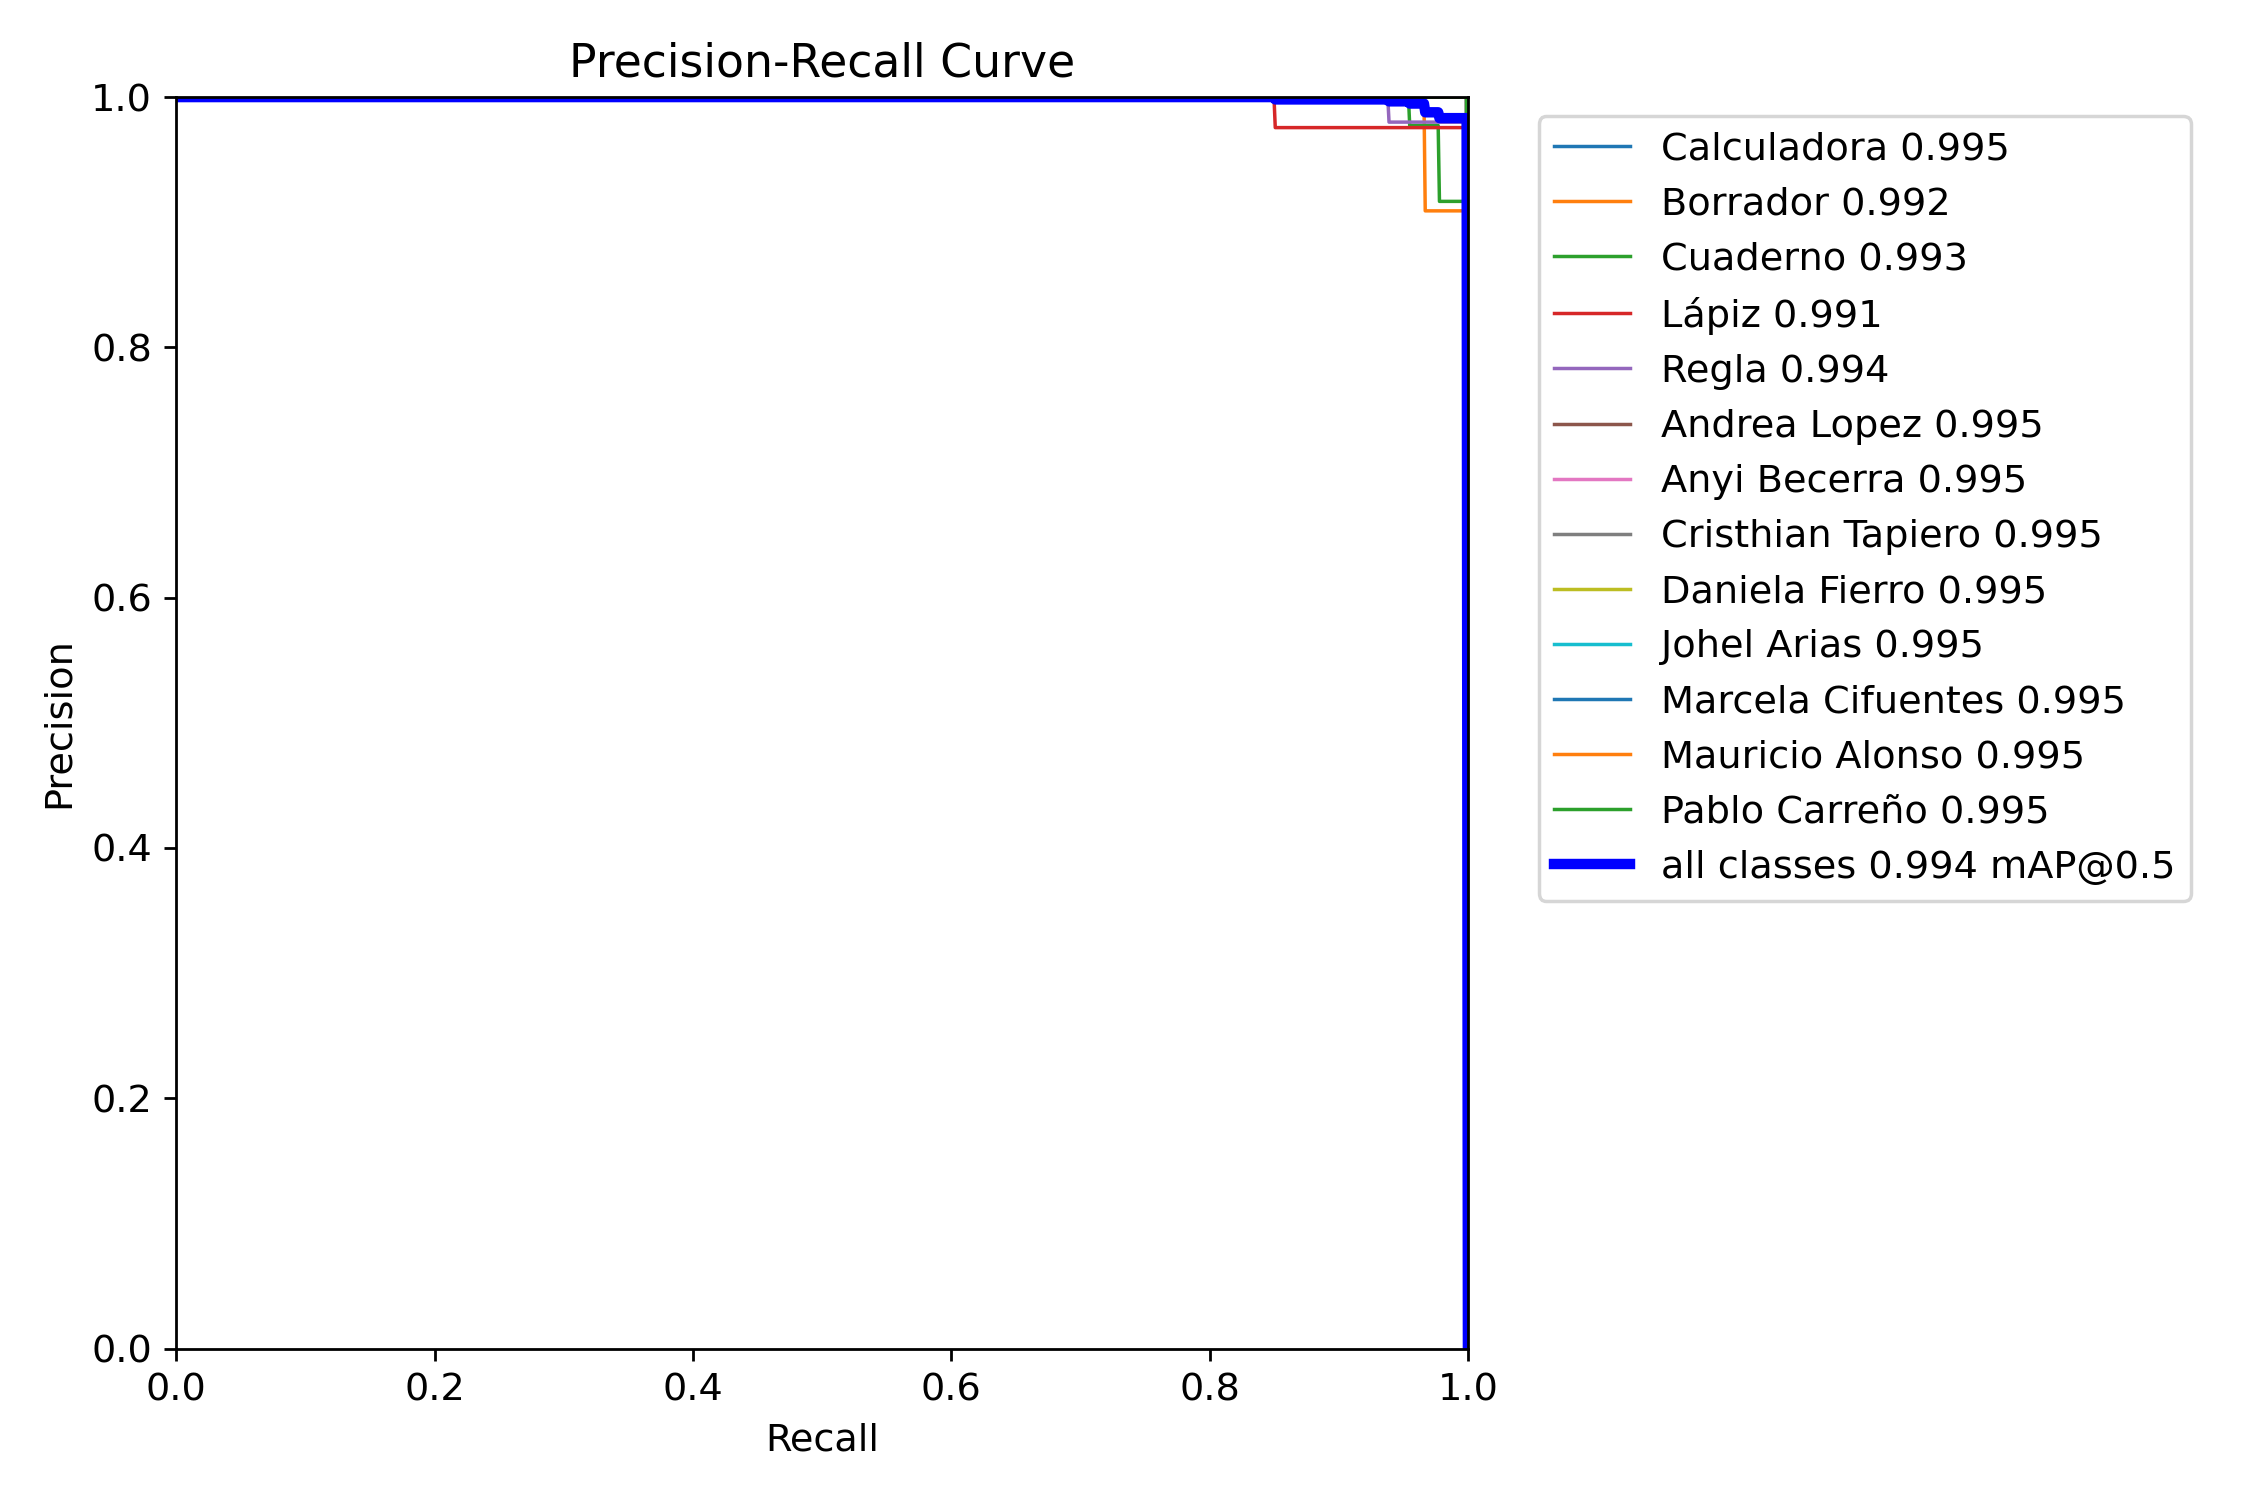 Precision-Recall Curve
1.0
0.8
0.6
0.4
0.2
0.0
Precision
0.0 0.2 0.4 0.6 0.8 1.0
Recall
Calculadora 0.995
Borrador 0.992
Cuaderno 0.993
Lápiz 0.991
Regla 0.994
Andrea Lopez 0.995
Anyi Becerra 0.995
Cristhian Tapiero 0.995
Daniela Fierro 0.995
Johel Arias 0.995
Marcela Cifuentes 0.995
Mauricio Alonso 0.995
Pablo Carreño 0.995
all classes 0.994 mAP@0.5